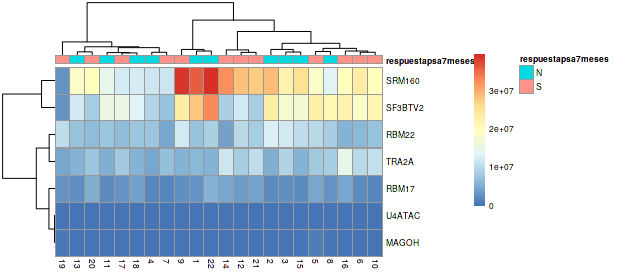 respuestapsa7meses
respuestapsa7meses
N
S
SRM160
SF3BTV2
RBM22
TRA2A
RBM17
U4ATAC
MAGOH
3e+07
2e+07
1e+07
0
19 13 20 11 17 18 4 7 9 1 22 14 12 21 2 3 15 5 8 16 6 10